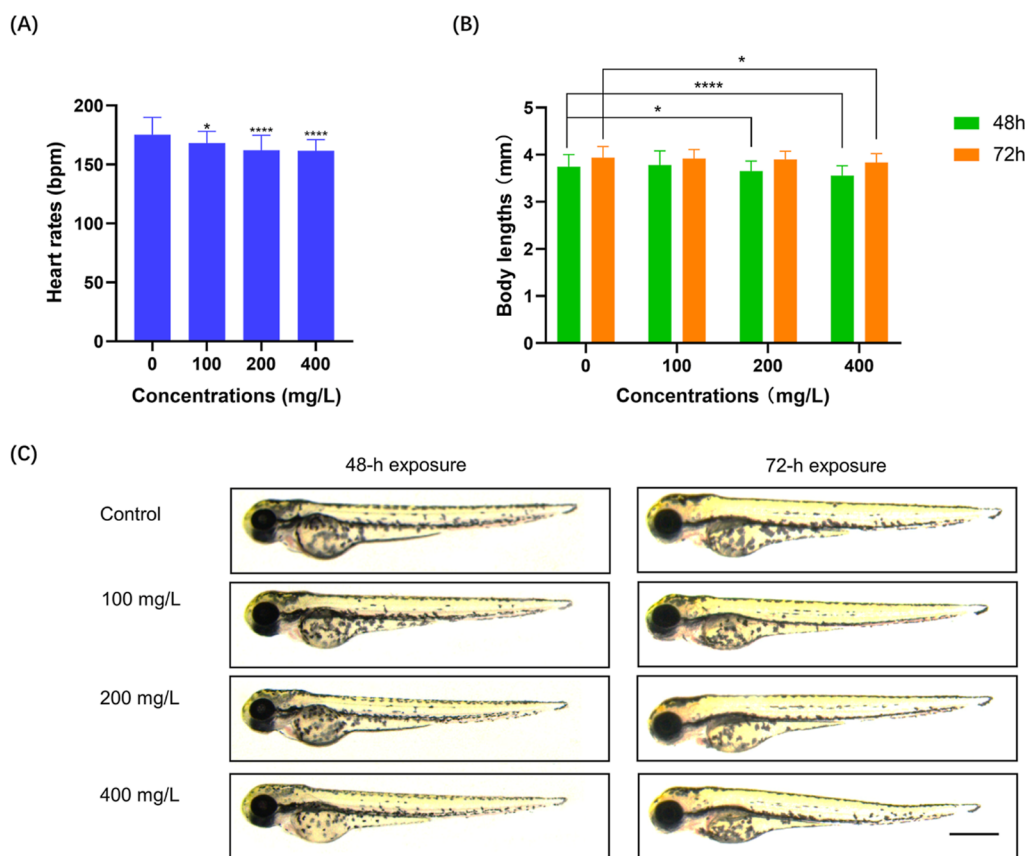 (A)
Heart rates (bpm)
200
150
100
50
0
*
****
****
0 100 200 400
Concentrations (mg/L)
(B)
Body lengths（mm）
5
4
3
2
1
0
*
****
*
48h
72h
0 100 200 400
Concentrations（mg/L)
(C)
48-h exposure 72-h exposure
Control
100 mg/L
200 mg/L
400 mg/L